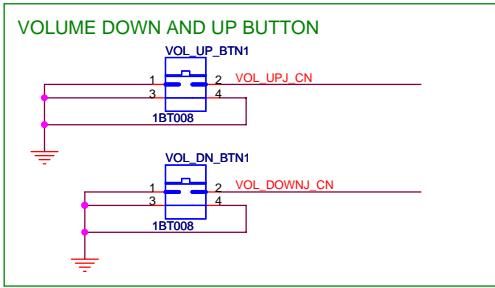 VOLUME DOWN AND UP BUTTON
VOL_UP_BTN1
1 2 VOL_UPJ_CN
3 4
1BT008
VOL_DN_BTN1
1 2 VOL_DOWNJ_CN
3 4
1BT008